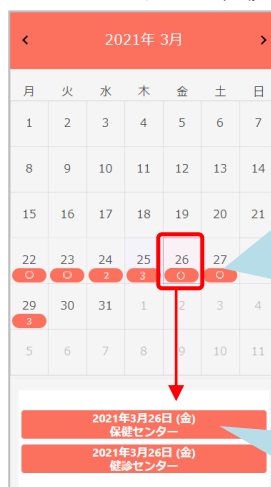 ‹ 2021年 3月 ›
月 火 水 木 金 土 日
1 2 3 4 5 6 7
8 9 10 11 12 13 14
15 16 17 18 19 20 21
22 23 24 25 26 27
○ ○ 2 3 ○ ○
29 30 31 1 2 3 4
3
5 6 7 8 9 10 11
2021年3月26日 (金)
保健センター
2021年3月26日 (金)
健診センター